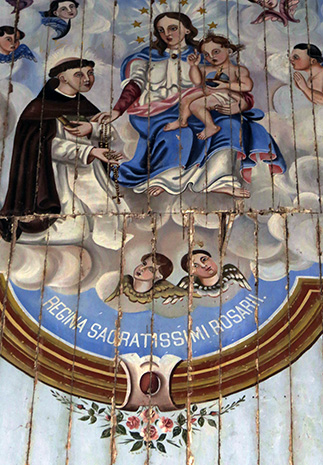 REGINA SACRATISSIMI ROSARII.